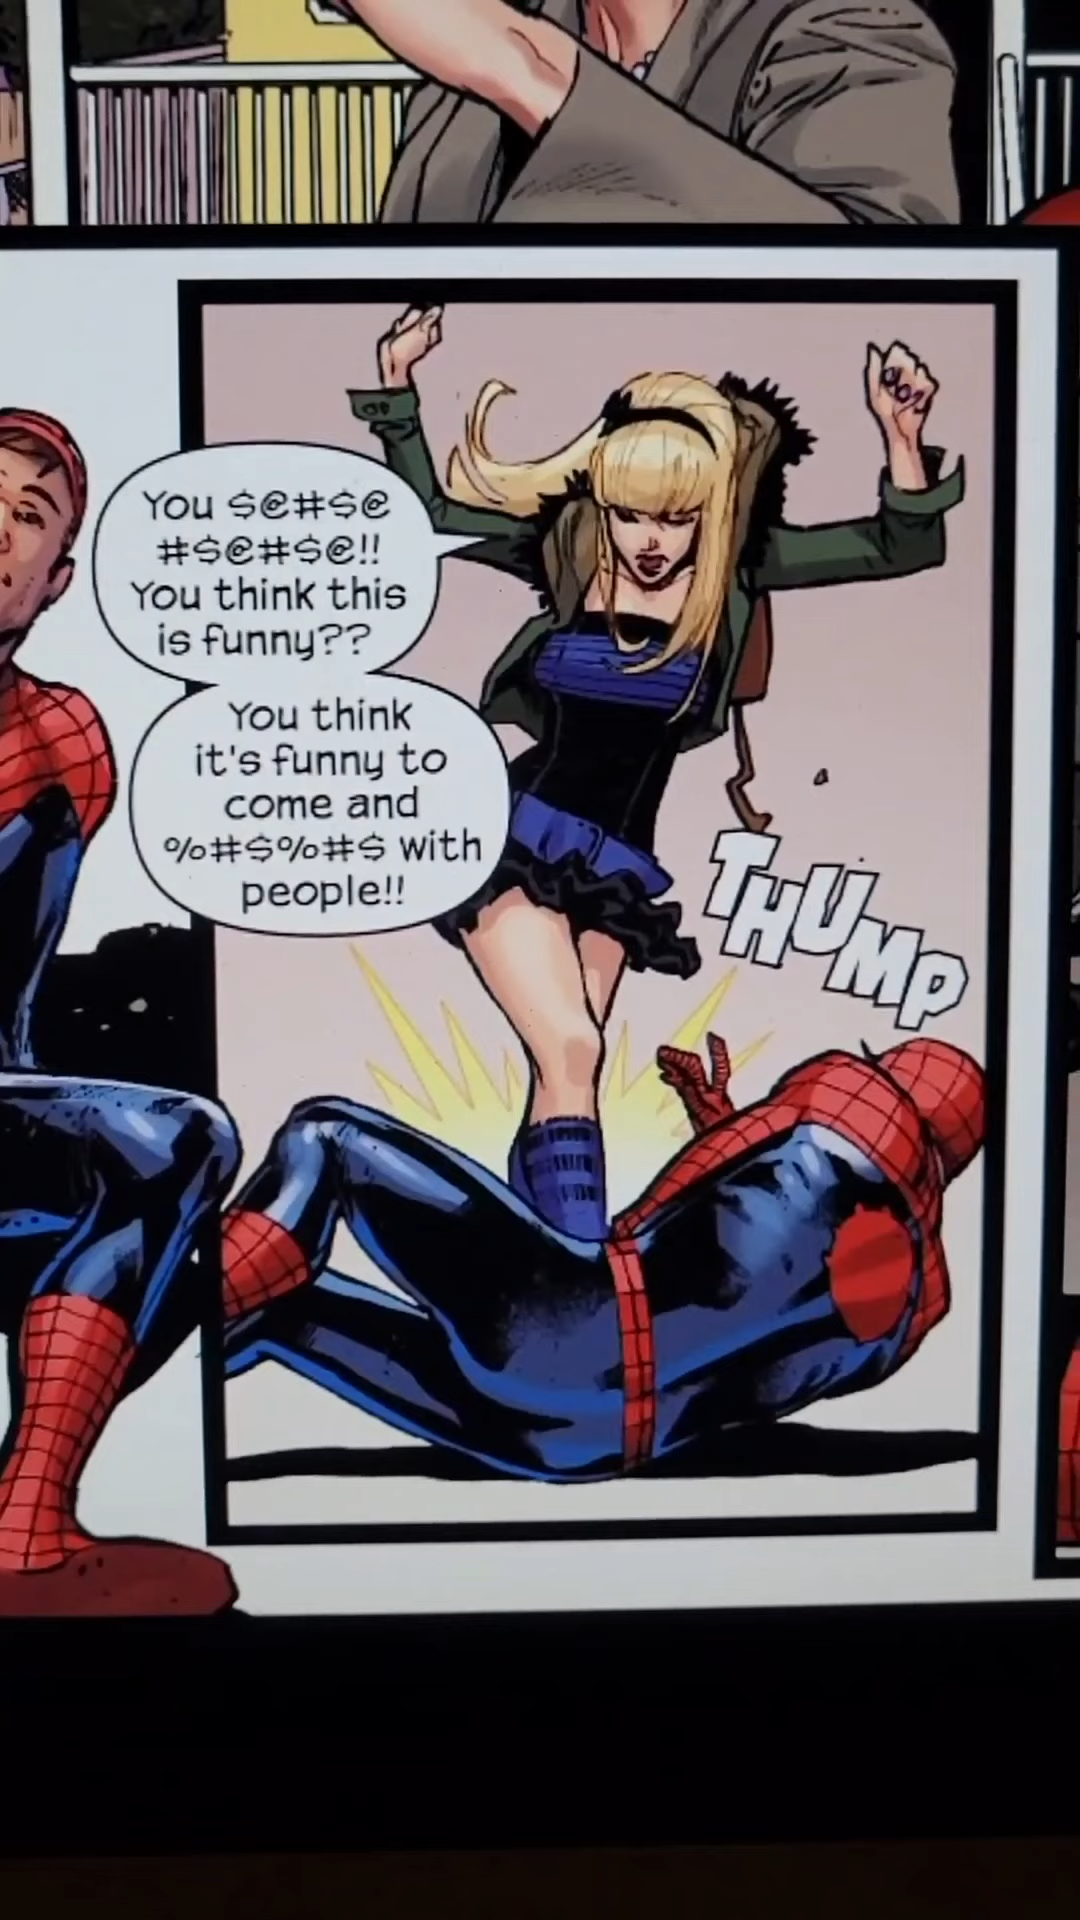 You $@#$@
#$@#$@!!
You think this
is funny??
You think
it's funny to
come and
%#$%#$ with
people!!
THUMP